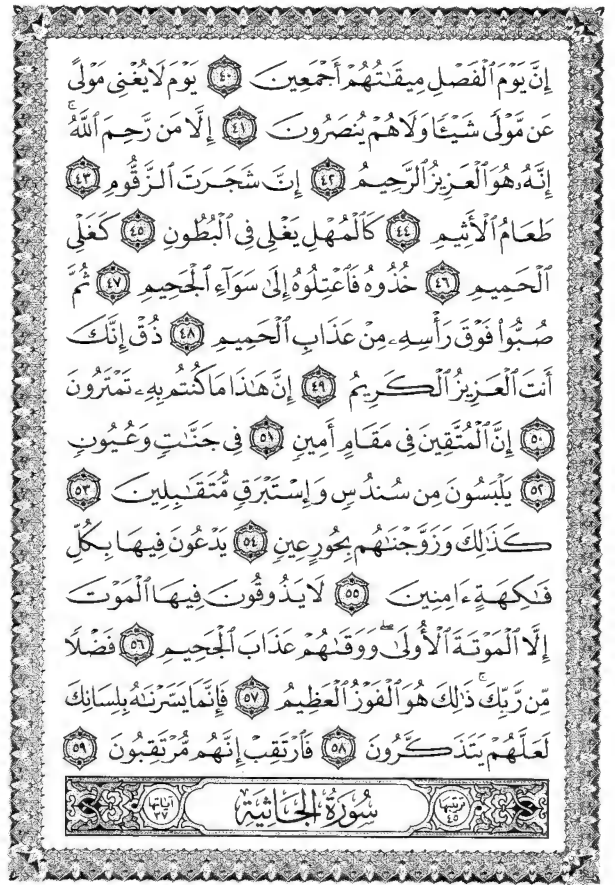 إِنَّ يَوْمَ ٱلْفَصْلِ مِيقَٰتُهُمْ أَجْمَعِينَ ٤٠ يَوْمَ لَا يُغْنِى مَوْلًى
عَن مَّوْلًى شَيْـًٔا وَلَا هُمْ يُنصَرُونَ ٤١ إِلَّا مَن رَّحِمَ ٱللَّهُۚ
إِنَّهُۥ هُوَ ٱلْعَزِيزُ ٱلرَّحِيمُ ٤٢ إِنَّ شَجَرَتَ ٱلزَّقُّومِ ٤٣
طَعَامُ ٱلْأَثِيمِ ٤٤ كَٱلْمُهْلِ يَغْلِى فِى ٱلْبُطُونِ ٤٥ كَغَلْىِ
ٱلْحَمِيمِ ٤٦ خُذُوهُ فَٱعْتِلُوهُ إِلَىٰ سَوَآءِ ٱلْجَحِيمِ ٤٧ ثُمَّ
صُبُّوا۟ فَوْقَ رَأْسِهِۦ مِنْ عَذَابِ ٱلْحَمِيمِ ٤٨ ذُقْ إِنَّكَ
أَنتَ ٱلْعَزِيزُ ٱلْكَرِيمُ ٤٩ إِنَّ هَٰذَا مَا كُنتُم بِهِۦ تَمْتَرُونَ
٥٠ إِنَّ ٱلْمُتَّقِينَ فِى مَقَامٍ أَمِينٍ ٥١ فِى جَنَّٰتٍ وَعُيُونٍ
٥٢ يَلْبَسُونَ مِن سُندُسٍ وَإِسْتَبْرَقٍ مُّتَقَٰبِلِينَ ٥٣
كَذَٰلِكَ وَزَوَّجْنَٰهُم بِحُورٍ عِينٍ ٥٤ يَدْعُونَ فِيهَا بِكُلِّ
فَٰكِهَةٍ ءَامِنِينَ ٥٥ لَا يَذُوقُونَ فِيهَا ٱلْمَوْتَ
إِلَّا ٱلْمَوْتَةَ ٱلْأُولَىٰۖ وَوَقَىٰهُمْ عَذَابَ ٱلْجَحِيمِ ٥٦ فَضْلًا
مِّن رَّبِّكَۚ ذَٰلِكَ هُوَ ٱلْفَوْزُ ٱلْعَظِيمُ ٥٧ فَإِنَّمَا يَسَّرْنَٰهُ بِلِسَانِكَ
لَعَلَّهُمْ يَتَذَكَّرُونَ ٥٨ فَٱرْتَقِبْ إِنَّهُم مُّرْتَقِبُونَ ٥٩
ترتيبها ٤٥ سُورَةُ الجَاثِيَة آياتها ٣٧